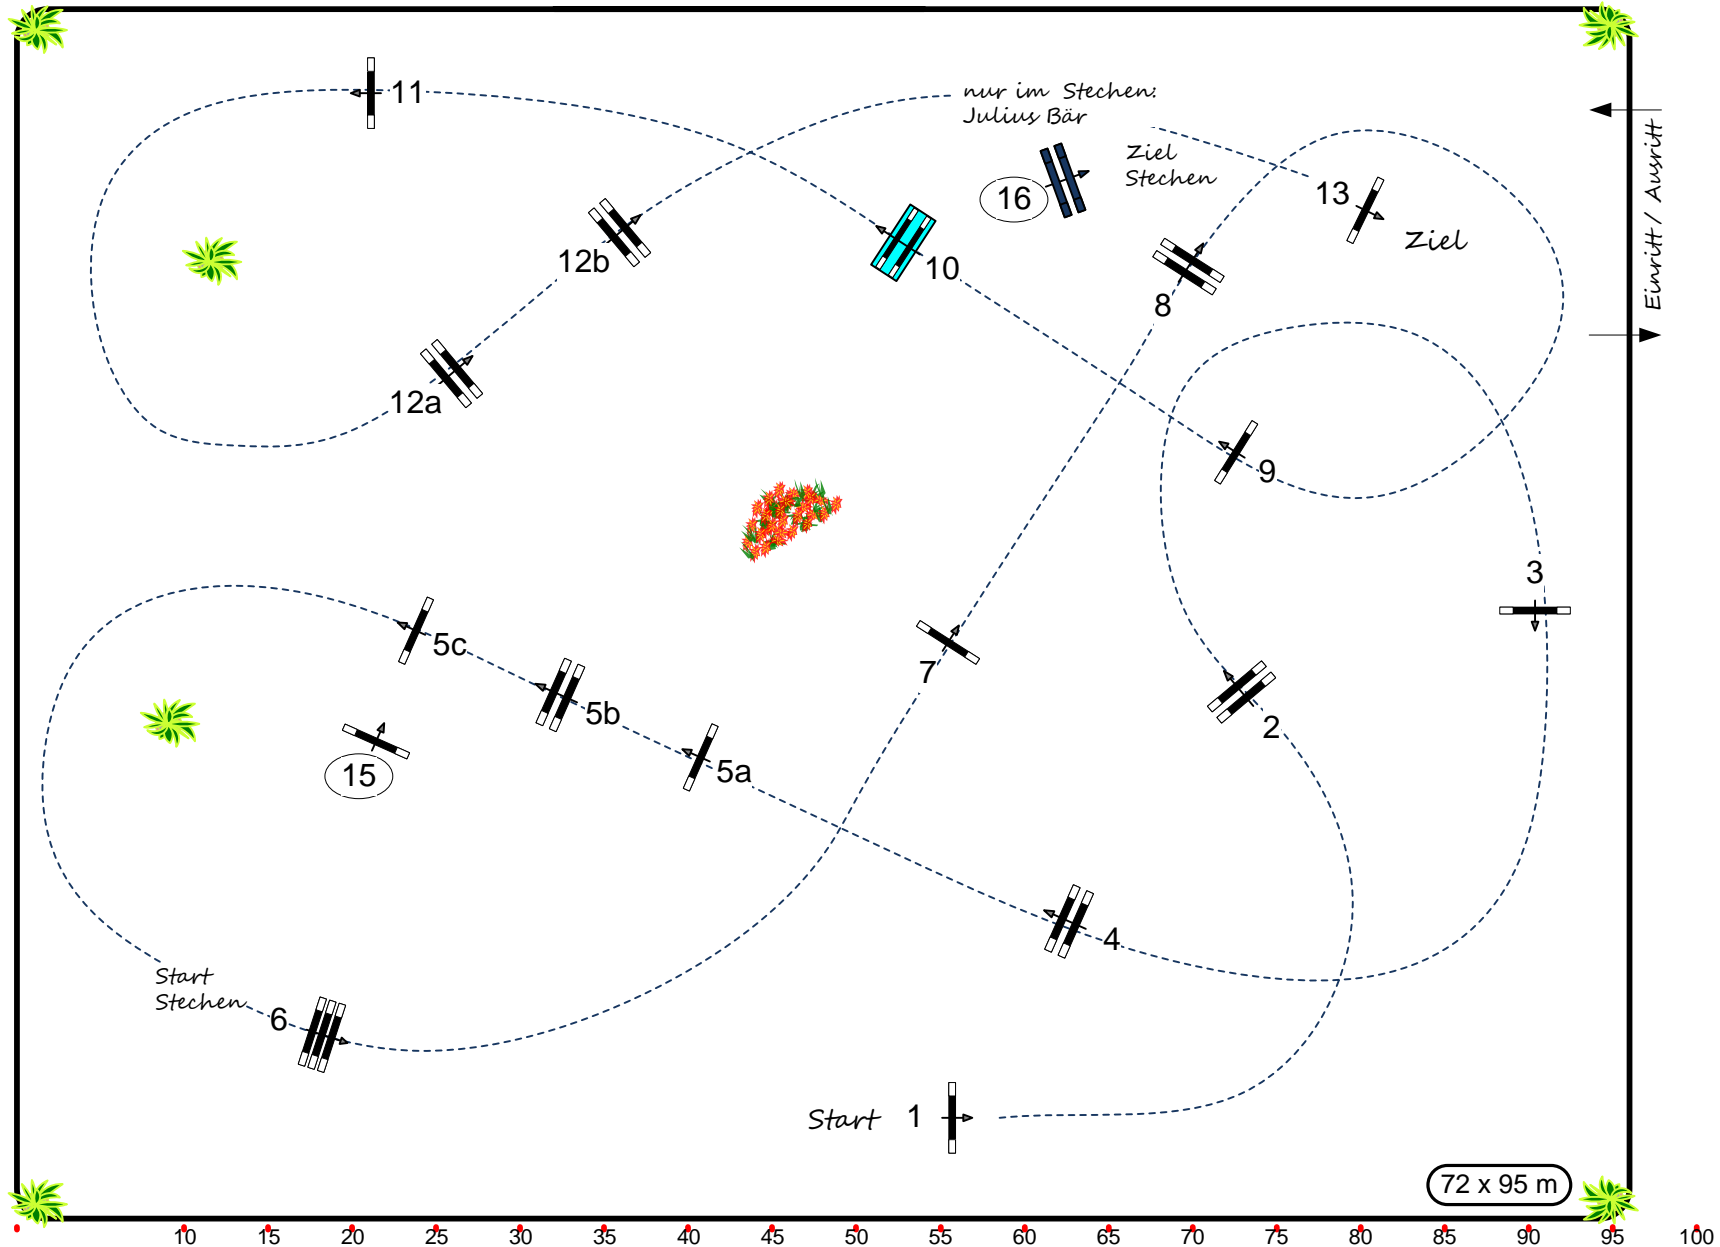 11
nur im Stechen:
Julius Bär
Ziel
Stechen
13
16
Ziel
Einritt / Ausritt
12b
10
8
12a
9
3
5c
5b
7
2
5a
15
4
Start
Stechen
6
Start
1
72 x 95 m
10 15 20 25 30 35 40 45 50 55 60 65 70 75 80 85 90 95 100